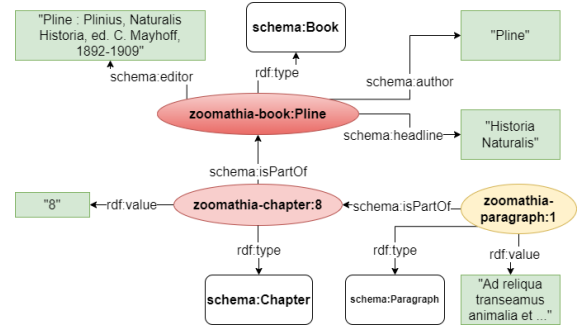 "Pline : Plinius, Naturalis
Historia, ed. C. Mayhoff,
1892-1909"
schema:Book
"Pline"
schema:editor
rdf:type
schema:author
zoomathia-book:Pline
schema:headline
"Historia
Naturalis"
schema:isPartOf
"8"
rdf:value
zoomathia-chapter:8
schema:isPartOf
zoomathia-
paragraph:1
rdf:type
rdf:type
rdf:value
schema:Chapter
schema:Paragraph
"Ad reliqua
transeamus
animalia et ..."